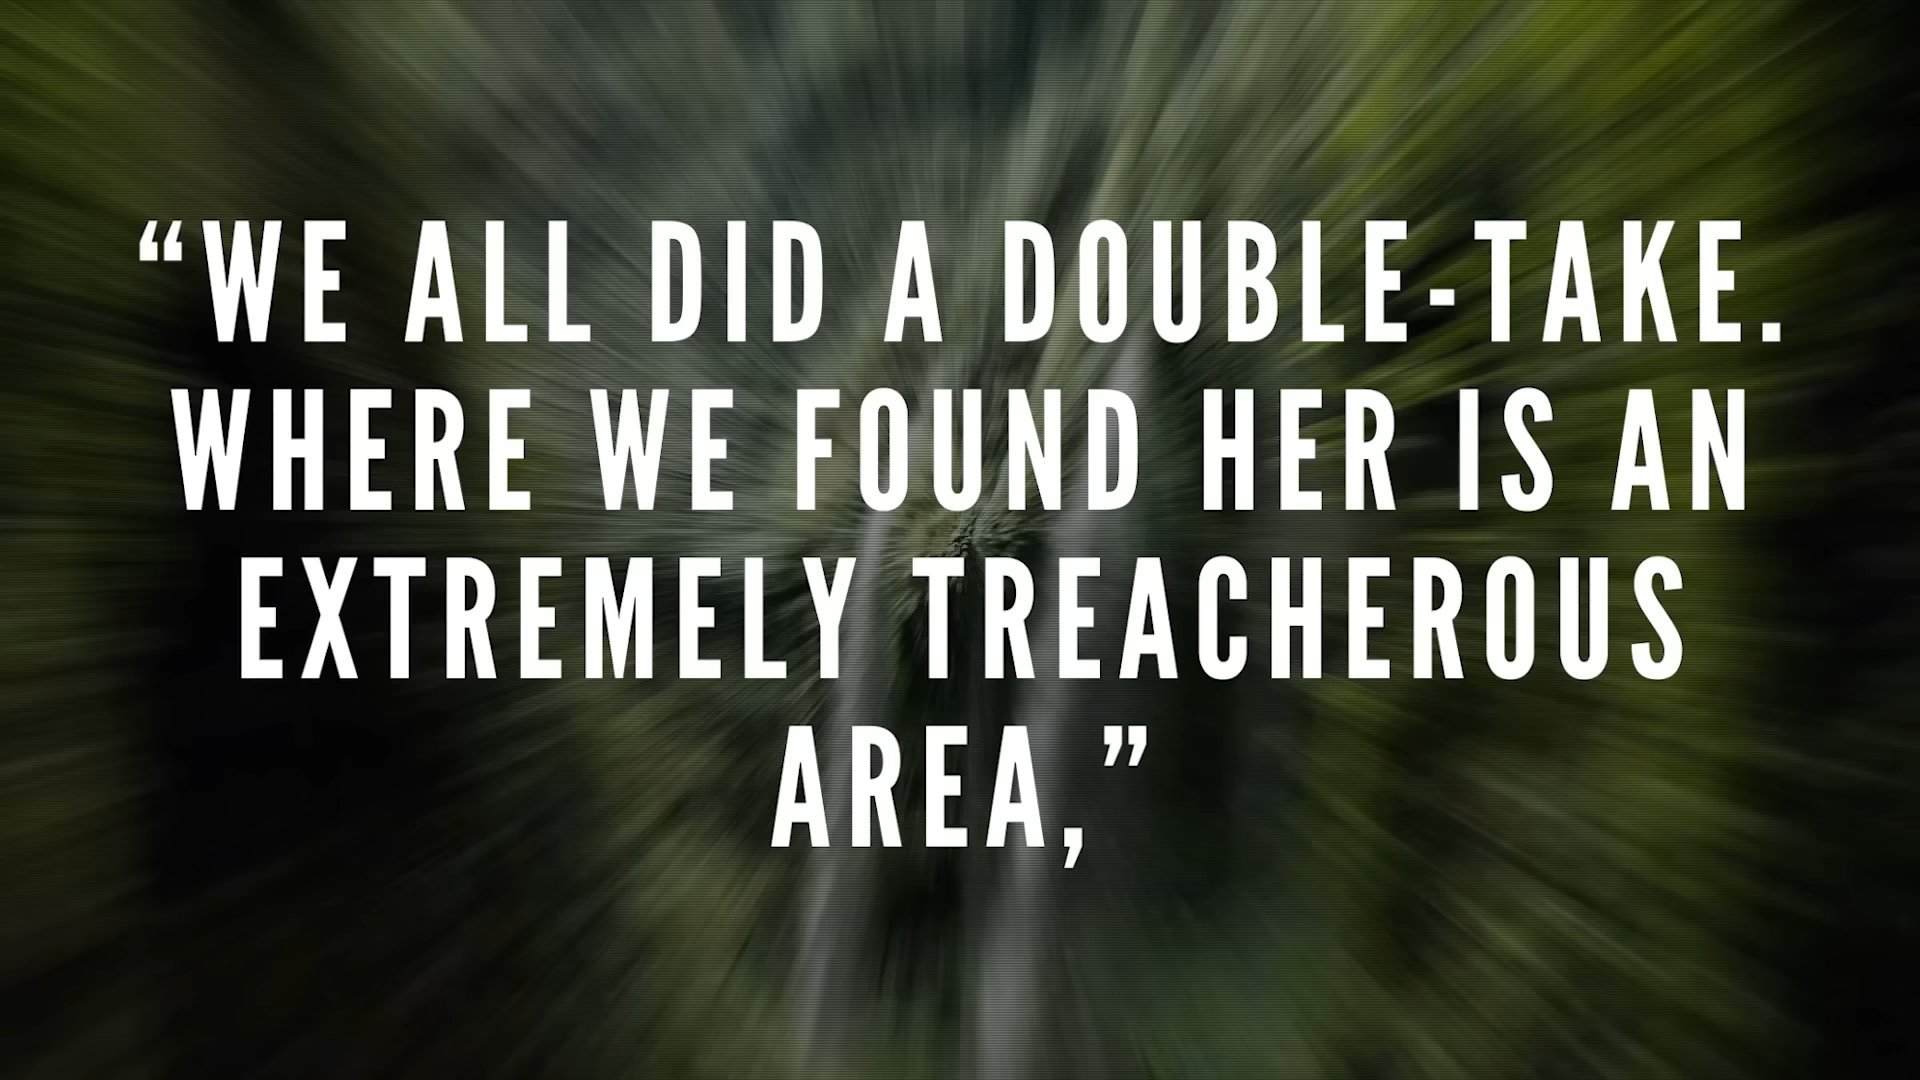 “WE ALL DID A DOUBLE-TAKE.
WHERE WE FOUND HER IS AN
EXTREMELY TREACHEROUS
AREA,”